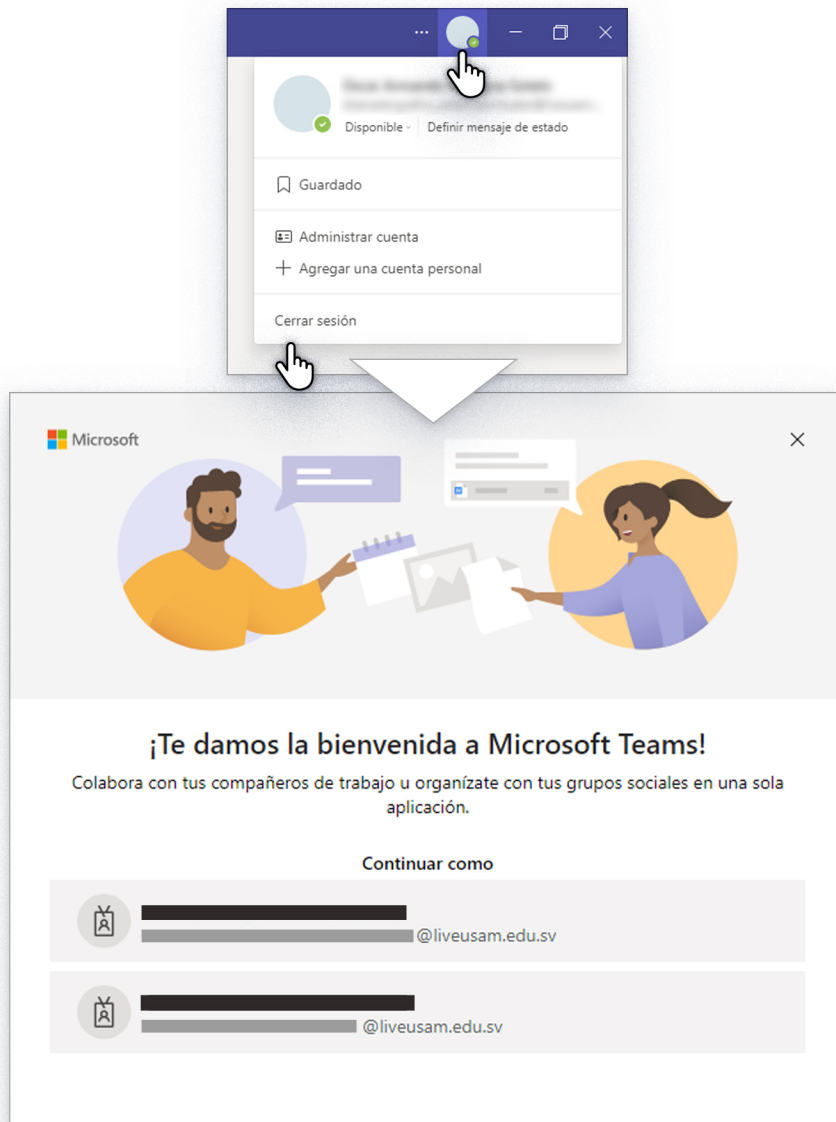 Disponible
Definir mensaje de estado
Guardado
Administrar cuenta
Agregar una cuenta personal
Cerrar sesión
Microsoft
¡Te damos la bienvenida a Microsoft Teams!
Colabora con tus compañeros de trabajo u organízate con tus grupos sociales en una sola
aplicación.
Continuar como
@liveusam.edu.sv
@liveusam.edu.sv